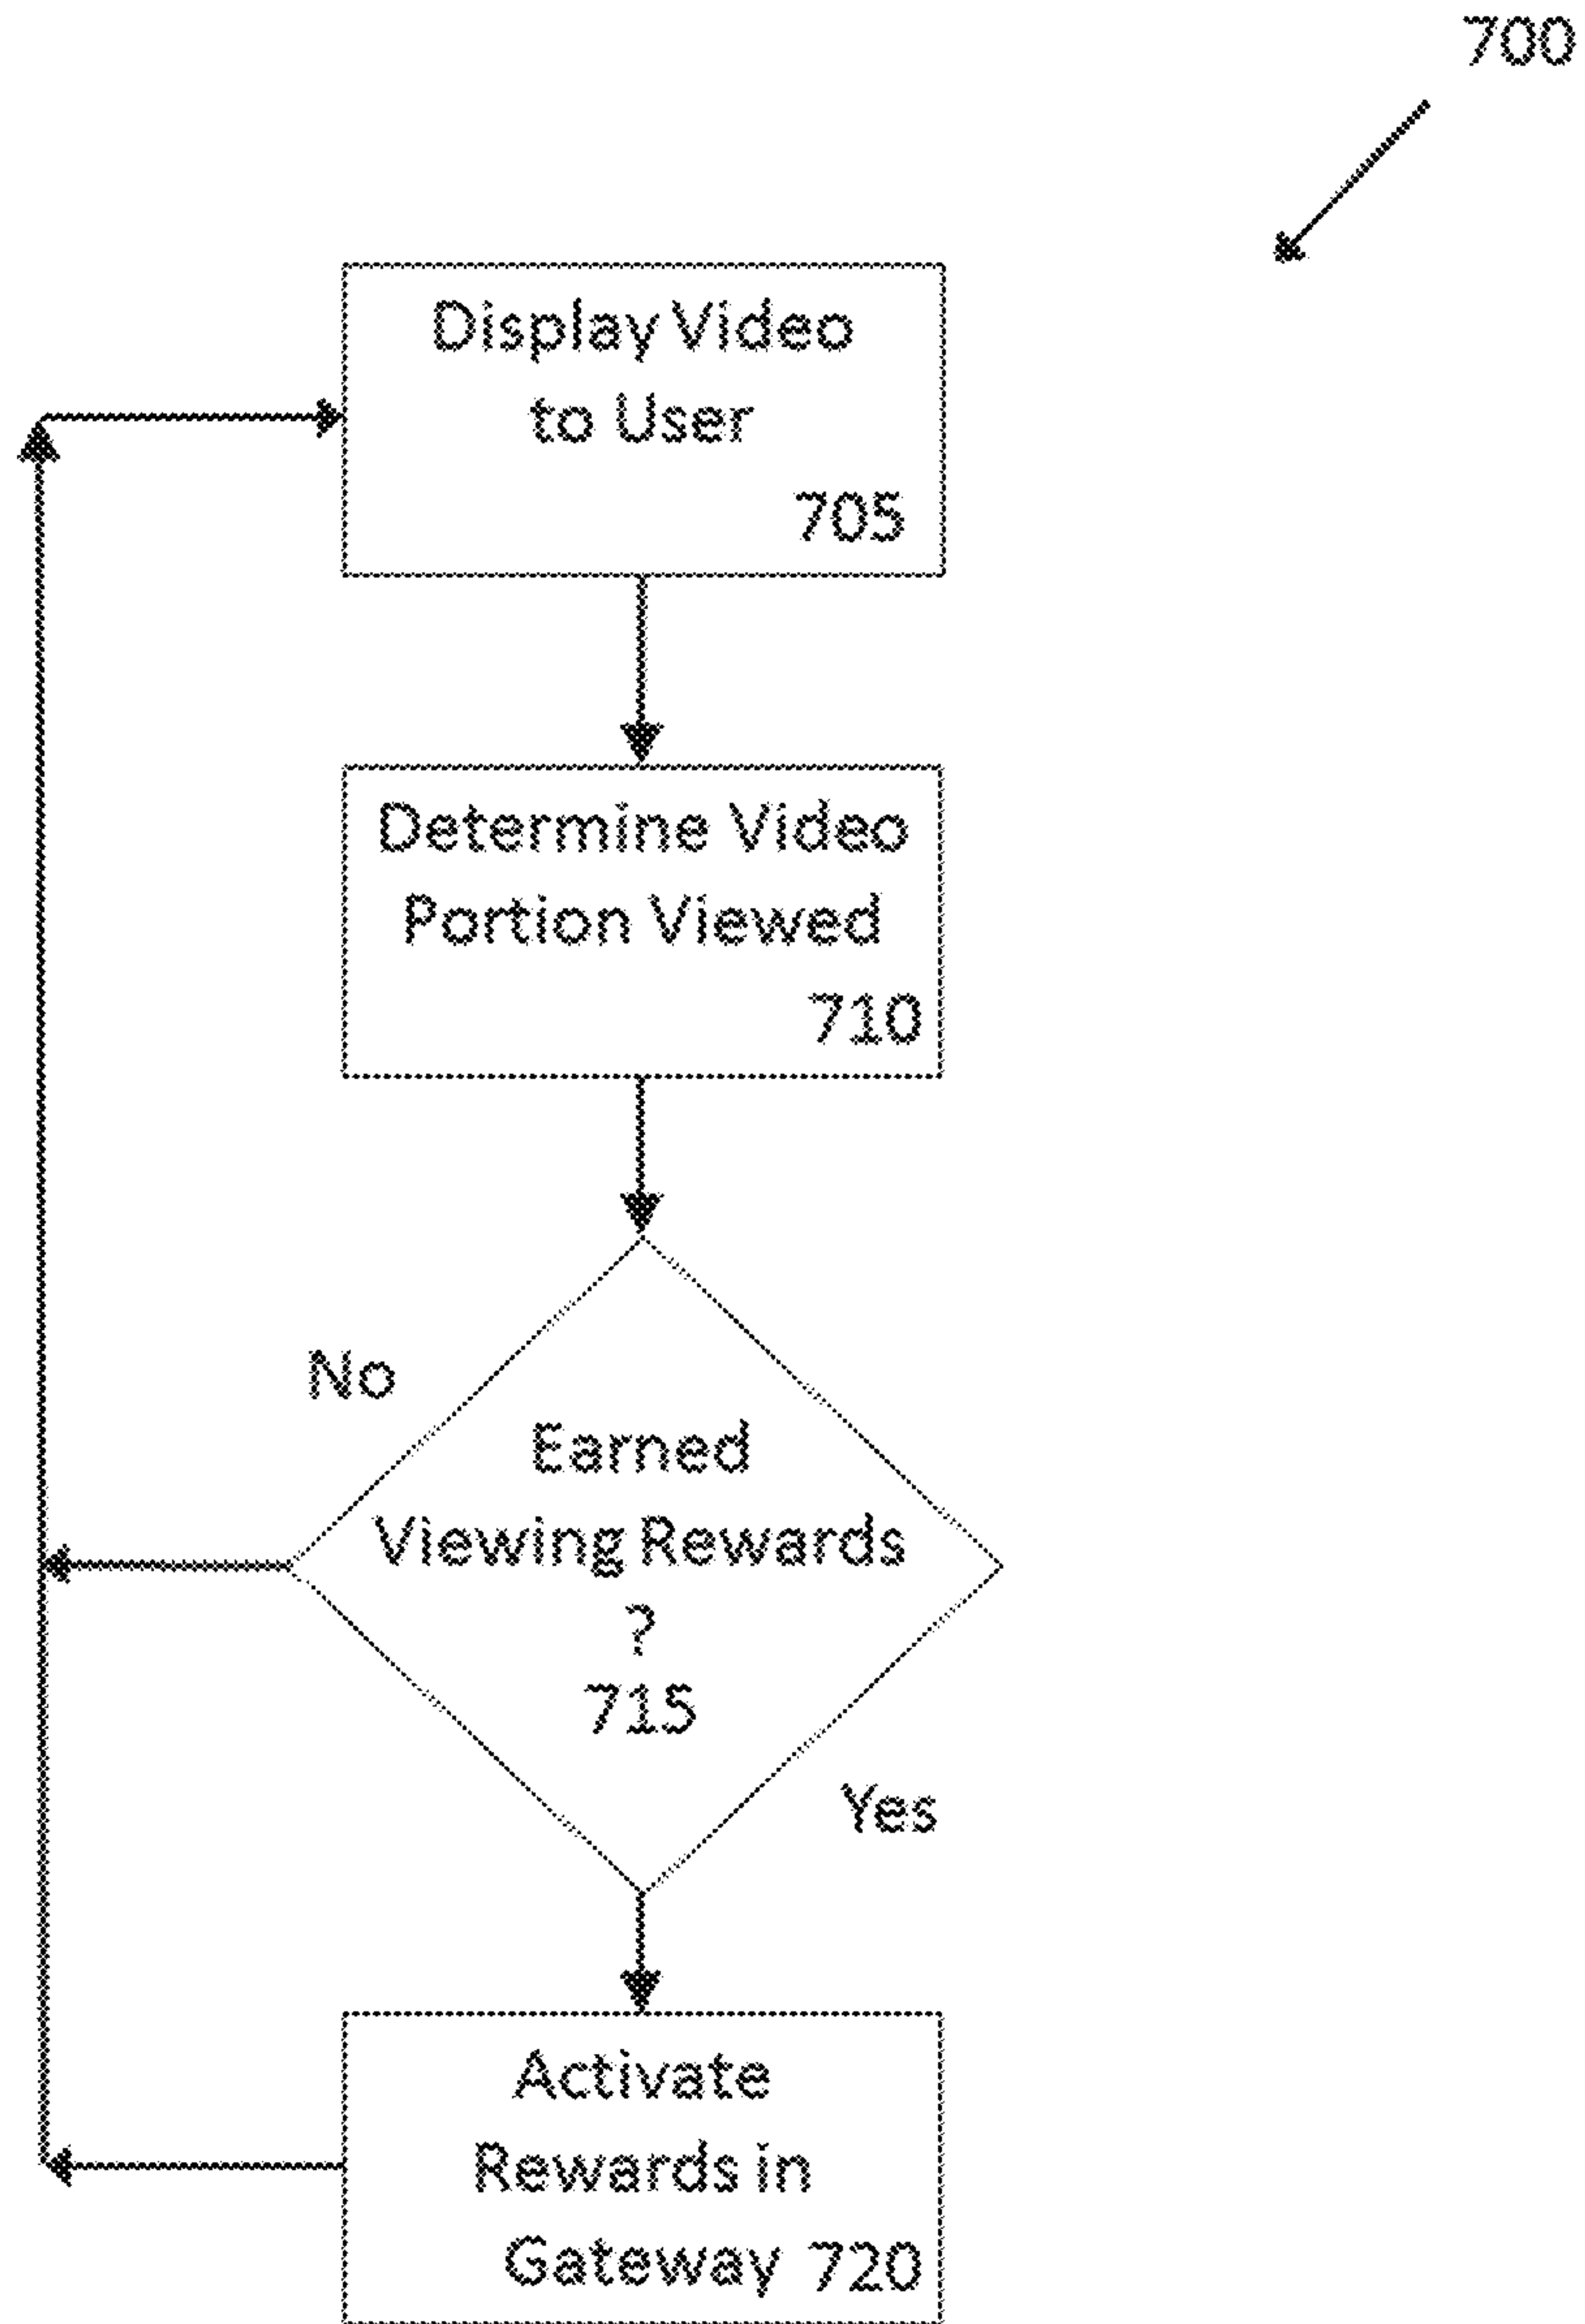 700
Display Video
to User
705
Determine Video
Portion Viewed
710
No
Earned
Viewing Rewards
?
715
Yes
Activate
Rewards in
Gateway 720